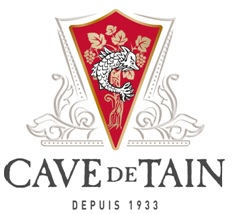 CAVE DE TAIN
DEPUIS 1933